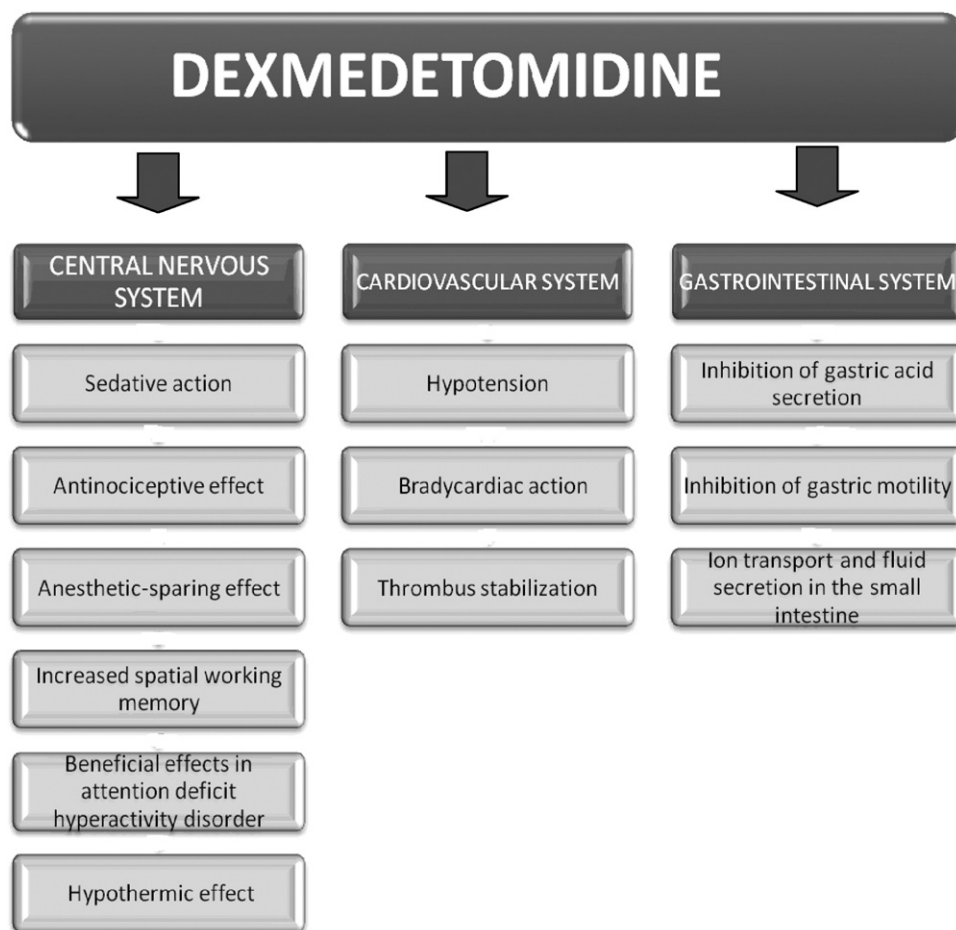 DEXMEDETOMIDINE
CENTRAL NERVOUS
SYSTEM
Sedative action
Antinociceptive effect
Anesthetic-sparing effect
Increased spatial working
memory
Beneficial effects in
attention deficit
hyperactivity disorder
Hypothermic effect
CARDIOVASCULAR SYSTEM
Hypotension
Bradycardiac action
Thrombus stabilization
GASTROINTESTINAL SYSTEM
Inhibition of gastric acid
secretion
Inhibition of gastric motility
Ion transport and fluid
secretion in the small
intestine